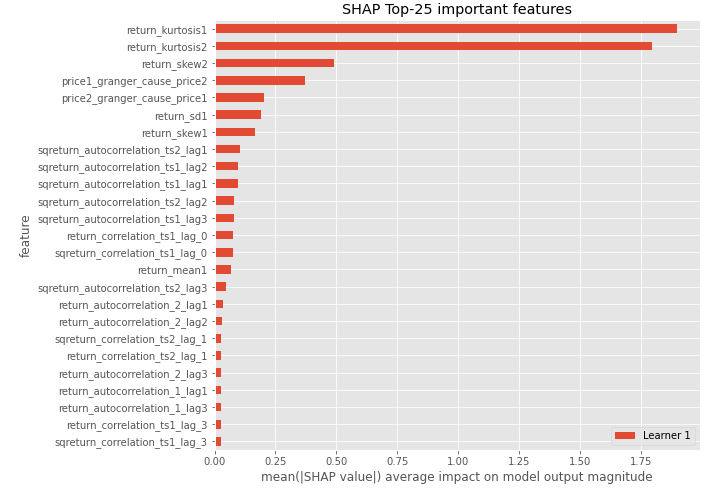 SHAP Top-25 important features
return_kurtosis1
return_kurtosis2
return_skew2
price1_granger_cause_price2
price2_granger_cause_price1
return_sd1
return_skew1
sqreturn_autocorrelation_ts2_lag1
sqreturn_autocorrelation_ts1_lag2
sqreturn_autocorrelation_ts1_lag1
sqreturn_autocorrelation_ts2_lag2
sqreturn_autocorrelation_ts1_lag3
return_correlation_ts1_lag_0
sqreturn_correlation_ts1_lag_0
return_mean1
sqreturn_autocorrelation_ts2_lag3
return_autocorrelation_2_lag1
return_autocorrelation_2_lag2
sqreturn_correlation_ts2_lag_1
return_correlation_ts2_lag_1
return_autocorrelation_2_lag3
return_autocorrelation_1_lag1
return_autocorrelation_1_lag3
return_correlation_ts1_lag_3
sqreturn_correlation_ts1_lag_3
feature
Learner 1
0.00 0.25 0.50 0.75 1.00 1.25 1.50 1.75
mean(|SHAP value|) average impact on model output magnitude